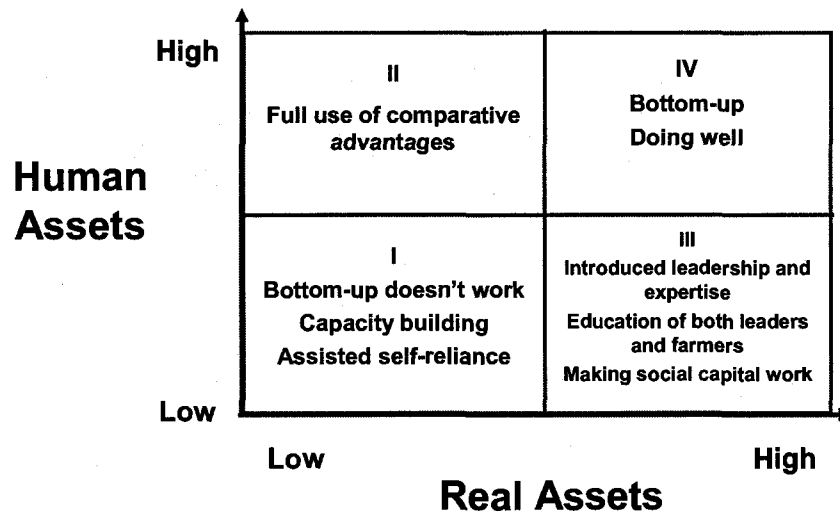 High
Human
Assets
Low
II
Full use of comparative
advantages
IV
Bottom-up
Doing well
I
Bottom-up doesn't work
Capacity building
Assisted self-reliance
III
Introduced leadership and
expertise
Education of both leaders
and farmers
Making social capital work
Low
High
Real Assets